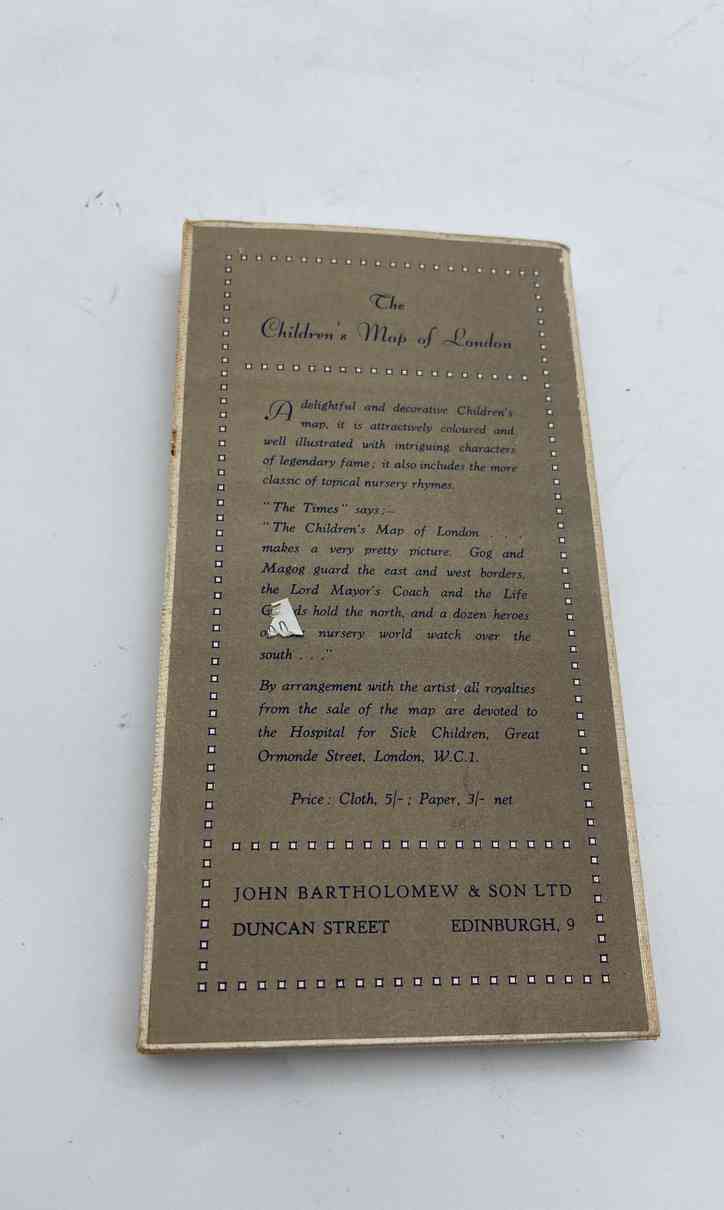 The
Children's Map of London
A delightful and decorative Children's
map, it is attractively coloured and
well illustrated with intriguing characters
of legendary fame; it also includes the more
classic of topical nursery rhymes.
"The Times" says;—
"The Children's Map of London . . .
makes a very pretty picture. Gog and
Magog guard the east and west borders,
the Lord Mayor's Coach and the Life
hold the north, and a dozen heroes
nursery world watch over the
south . . ."
By arrangement with the artist, all royalties
from the sale of the map are devoted to
the Hospital for Sick Children, Great
Ormonde Street, London, W.C.1.
Price: Cloth, 5/-; Paper, 3/- net
JOHN BARTHOLOMEW & SON LTD
DUNCAN STREET EDINBURGH, 9